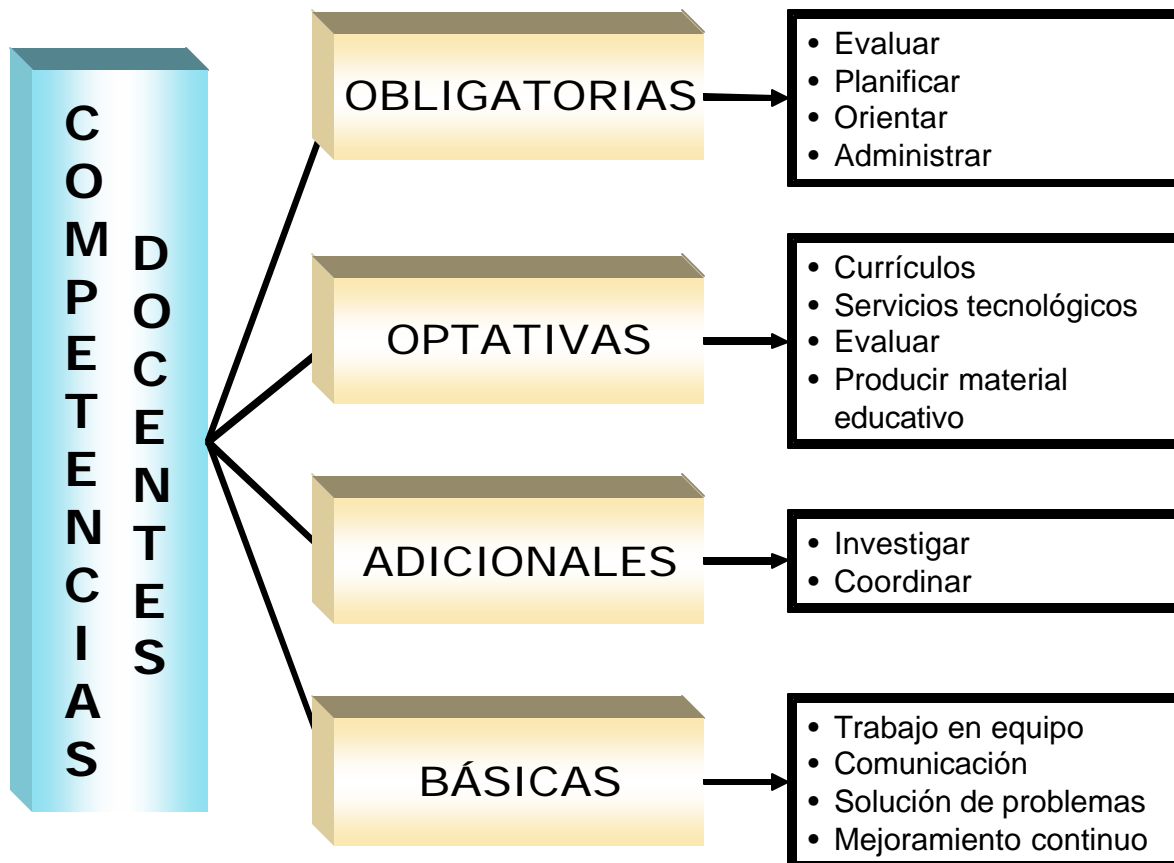 COMPETENCIAS
DOCENTES
OBLIGATORIAS
• Evaluar
• Planificar
• Orientar
• Administrar
OPTATIVAS
• Currículos
• Servicios tecnológicos
• Evaluar
• Producir material
educativo
ADICIONALES
• Investigar
• Coordinar
BÁSICAS
• Trabajo en equipo
• Comunicación
• Solución de problemas
• Mejoramiento continuo